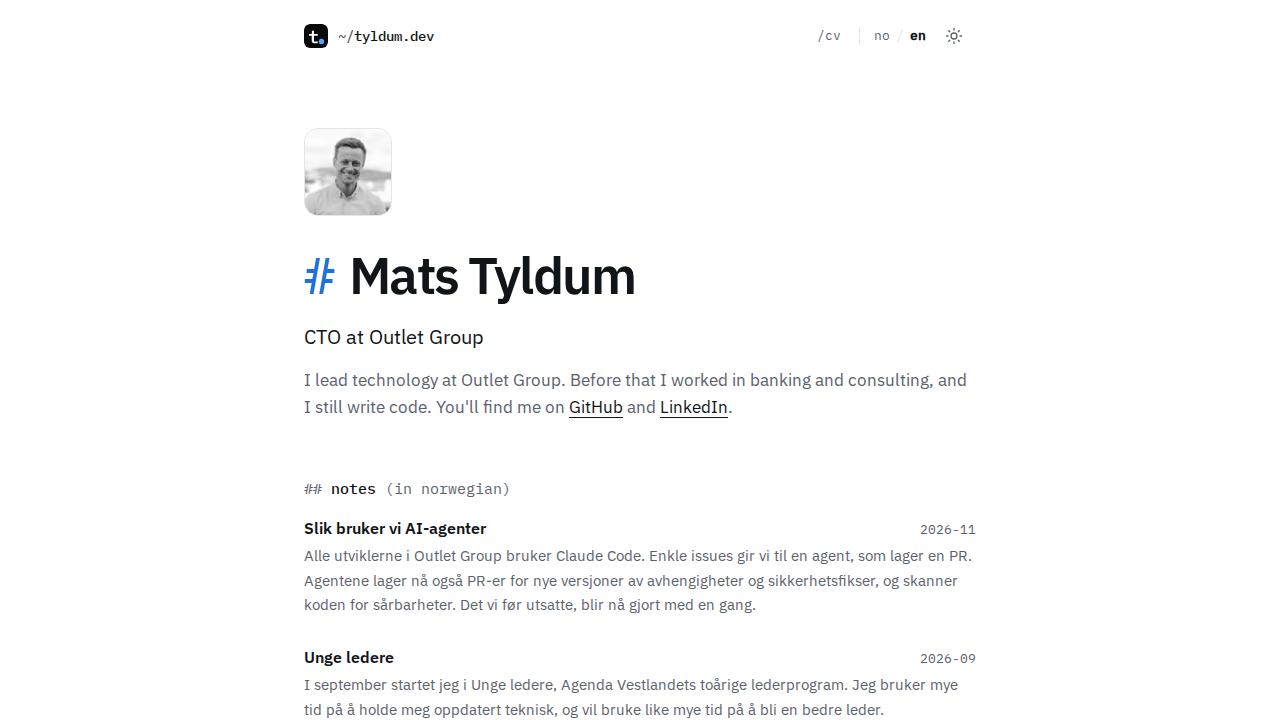 t. ~/tyldum.dev /cv no / en
# Mats Tyldum
CTO at Outlet Group
I lead technology at Outlet Group. Before that I worked in banking and consulting, and
I still write code. You'll find me on GitHub and LinkedIn.
## notes (in norwegian)
Slik bruker vi AI-agenter 2026-11
Alle utviklerne i Outlet Group bruker Claude Code. Enkle issues gir vi til en agent, som lager en PR.
Agentene lager nå også PR-er for nye versjoner av avhengigheter og sikkerhetsfikser, og skanner
koden for sårbarheter. Det vi før utsatte, blir nå gjort med en gang.
Unge ledere 2026-09
I september startet jeg i Unge ledere, Agenda Vestlandets toårige lederprogram. Jeg bruker mye
tid på å holde meg oppdatert teknisk, og vil bruke like mye tid på å bli en bedre leder.